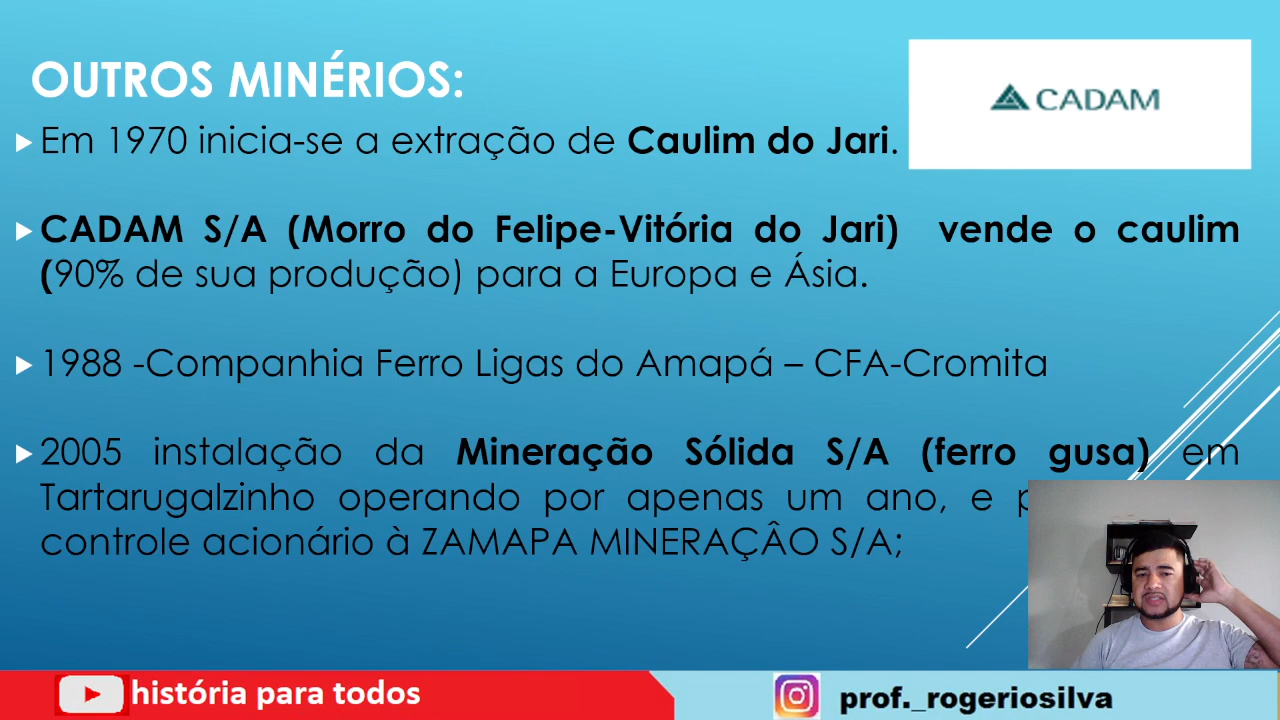 OUTROS MINÉRIOS:
CADAM
Em 1970 inicia-se a extração de Caulim do Jari.
CADAM S/A (Morro do Felipe-Vitória do Jari) vende o caulim
(90% de sua produção) para a Europa e Ásia.
1988 -Companhia Ferro Ligas do Amapá – CFA-Cromita
2005 instalação da Mineração Sólida S/A (ferro gusa) em
Tartarugalzinho operando por apenas um ano, e
controle acionário à ZAMAPA MINERAÇÂO S/A;
história para todos
prof._rogeriosilva